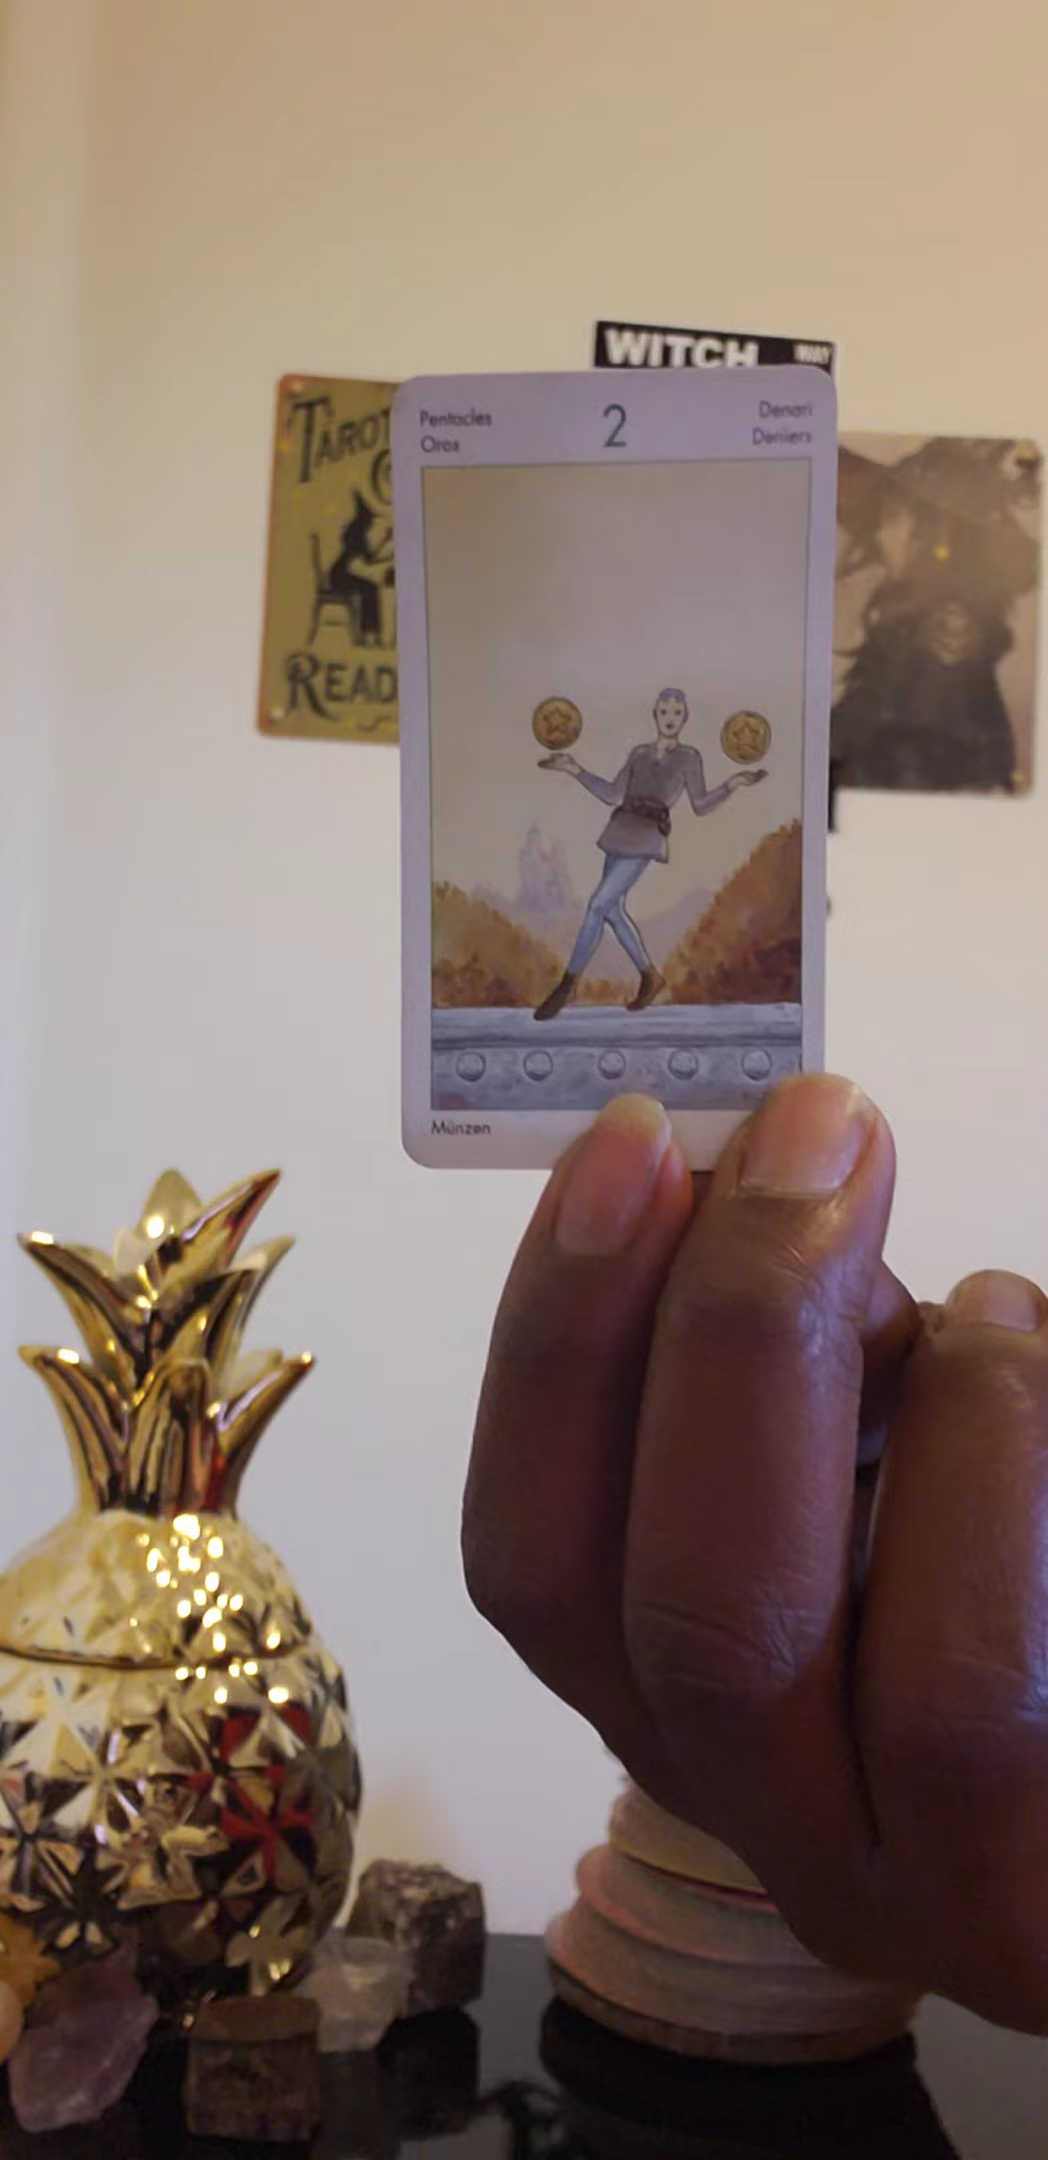 WITCH WAY
TAROT
READ
Pentacles
Oros
2
Denari
Deniers
Münzen